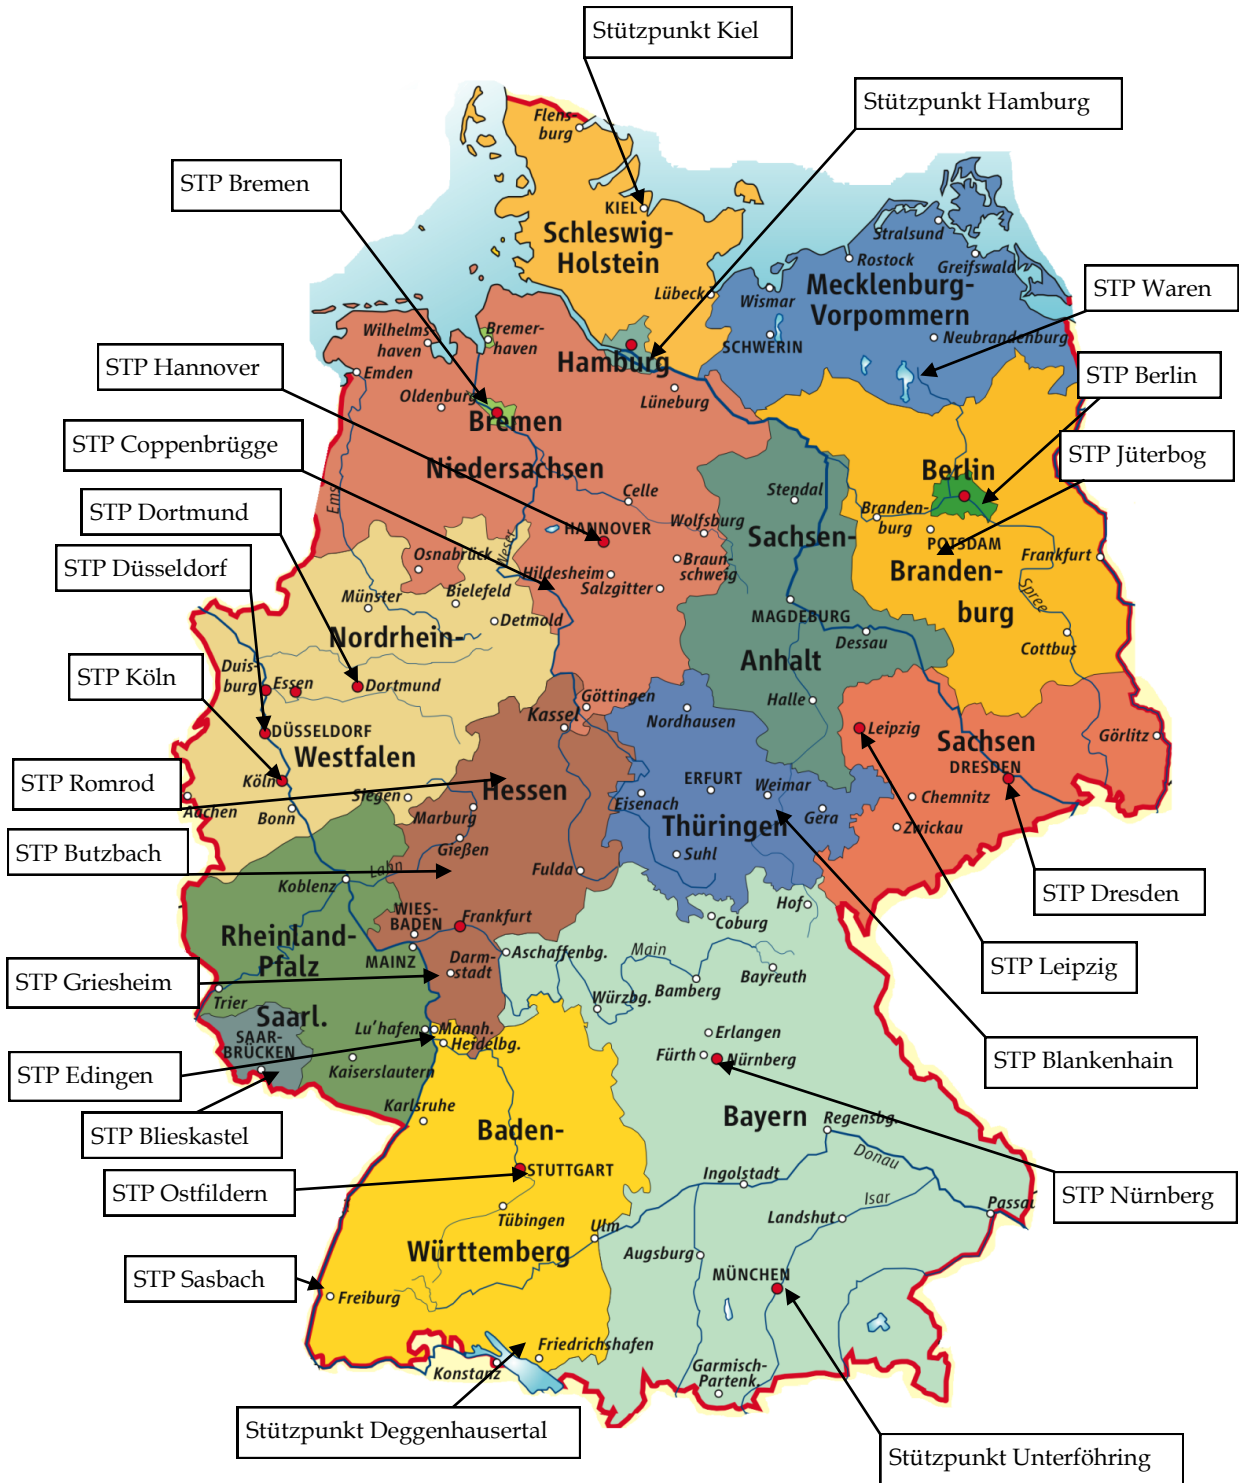 Stützpunkt Kiel
Stützpunkt Hamburg
Flens-
burg
STP Bremen
KIEL
Schleswig-
Holstein
Stralsund
Rostock
Greifswald
Mecklenburg-
Vorpommern
Lübeck
Wismar
STP Waren
Wilhelms-
haven
Bremer-
haven
SCHWERIN
Neubrandenburg
Hamburg
STP Hannover
Emden
STP Berlin
Oldenburg
Lüneburg
Bremen
STP Coppenbrügge
Niedersachsen
Berlin
STP Jüterbog
Ems
Celle
Stendal
Branden-
burg
STP Dortmund
HANNOVER
Wolfsburg
Sachsen-
POTSDAM
Weser
Osnabrück
Braun-
schweig
Frankfurt
STP Düsseldorf
Hildesheim
Salzgitter
Branden-
burg
Bielefeld
Münster
Spree
MAGDEBURG
Detmold
Nordrhein-
Dessau
Cottbus
Anhalt
STP Köln
Duis-
burg
Essen
Dortmund
Göttingen
Halle
Kassel
Nordhausen
Leipzig
DÜSSELDORF
Westfalen
Sachsen
Görlitz
DRESDEN
STP Romrod
Köln
Hessen
ERFURT
Weimar
Siegen
Eisenach
Chemnitz
Aachen
Bonn
Marburg
Thüringen
Gera
Zwickau
STP Butzbach
Gießen
Suhl
Lahn
Fulda
Koblenz
STP Dresden
WIES-
BADEN
Frankfurt
Hof
Coburg
Rheinland-
Pfalz
MAINZ
Aschaffenbg.
Main
Darm-
stadt
Bayreuth
STP Leipzig
STP Griesheim
Bamberg
Trier
Würzbg.
Saarl.
Lu'hafen
Mannh.
Heidelbg.
Erlangen
SAAR-
BRÜCKEN
Fürth
Nürnberg
STP Blankenhain
STP Edingen
Kaiserslautern
Karlsruhe
STP Blieskastel
Baden-
Bayern
Regensbg.
Donau
STUTTGART
Ingolstadt
STP Ostfildern
STP Nürnberg
Isar
Passau
Tübingen
Landshut
Ulm
Württemberg
Augsburg
STP Sasbach
MÜNCHEN
Freiburg
Friedrichshafen
Konstanz
Garmisch-
Partenk.
Stützpunkt Deggenhausertal
Stützpunkt Unterföhring